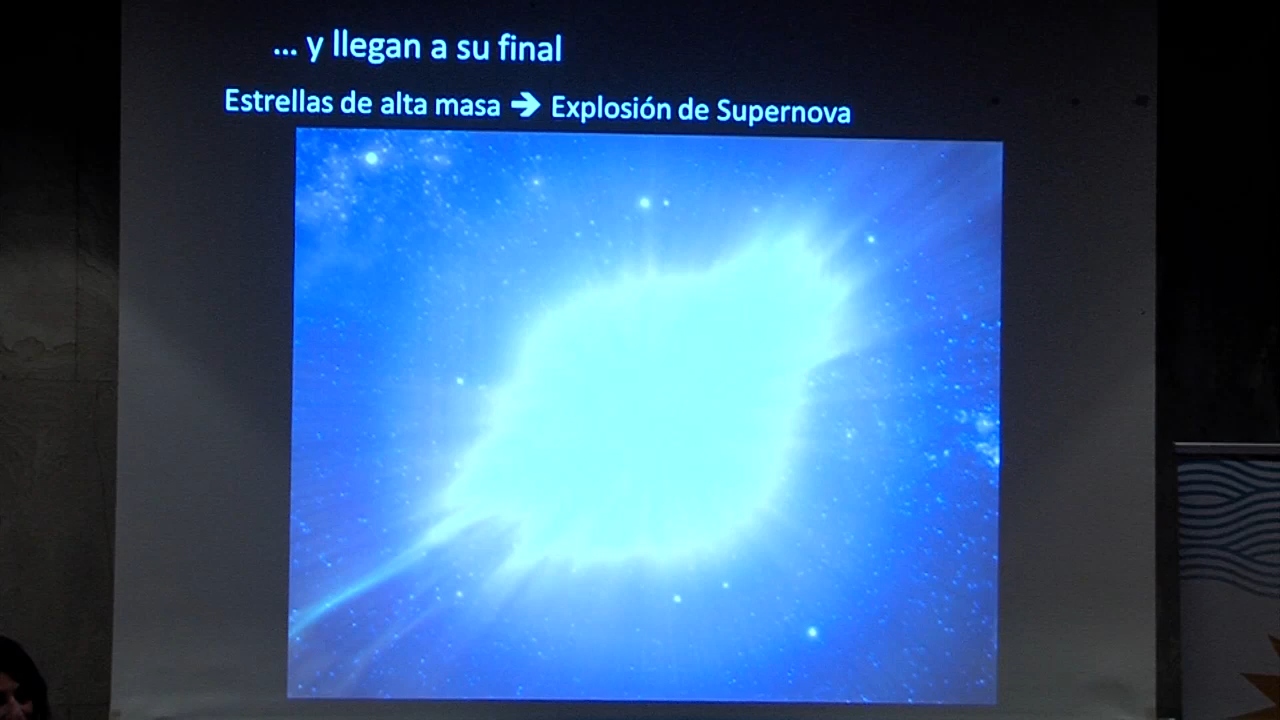 ... y llegan a su final
Estrellas de alta masa ➔ Explosión de Supernova